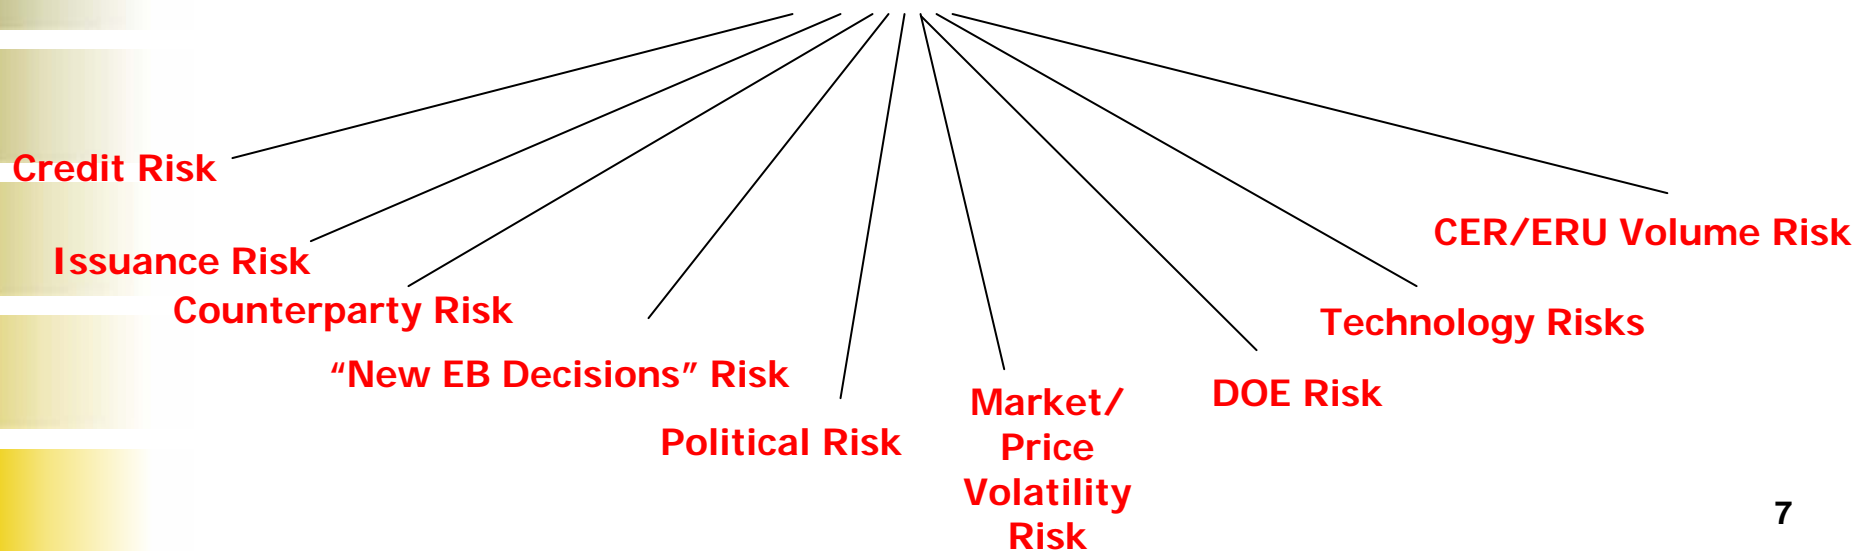 Credit Risk
Issuance Risk
Counterparty Risk
“New EB Decisions” Risk
Political Risk
Market/
Price
Volatility
Risk
DOE Risk
Technology Risks
CER/ERU Volume Risk
7